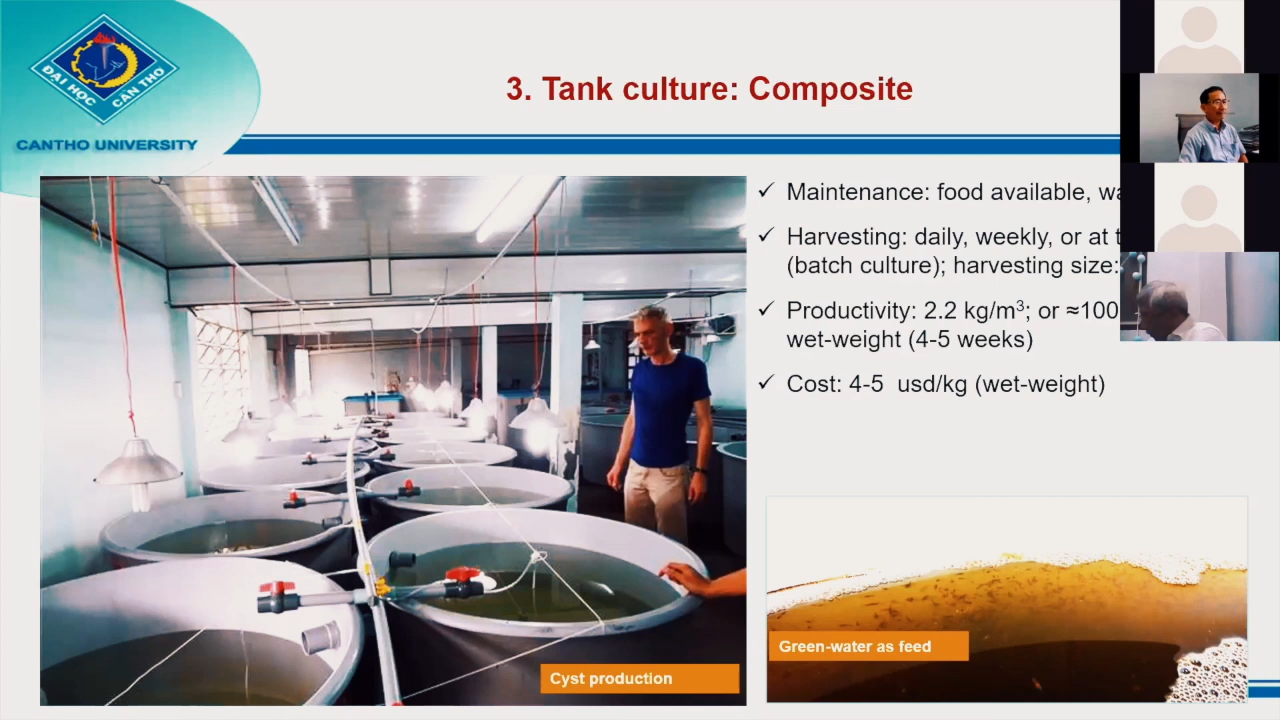 ĐẠI HỌC CẦN THƠ
CANTHO UNIVERSITY
3. Tank culture: Composite
✓ Maintenance: food available,
✓ Harvesting: daily, weekly, or at
(batch culture); harvesting size:
✓ Productivity: 2.2 kg/m³; or ≈100
wet-weight (4-5 weeks)
✓ Cost: 4-5 usd/kg (wet-weight)
Cyst production
Green-water as feed